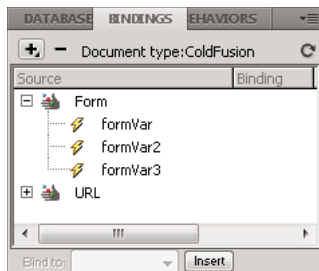 DATABASE BINDINGS EHAVIORS
Document type:ColdFusion
Source Binding
Form
formVar
formVar2
formVar3
URL
Bind to: Insert